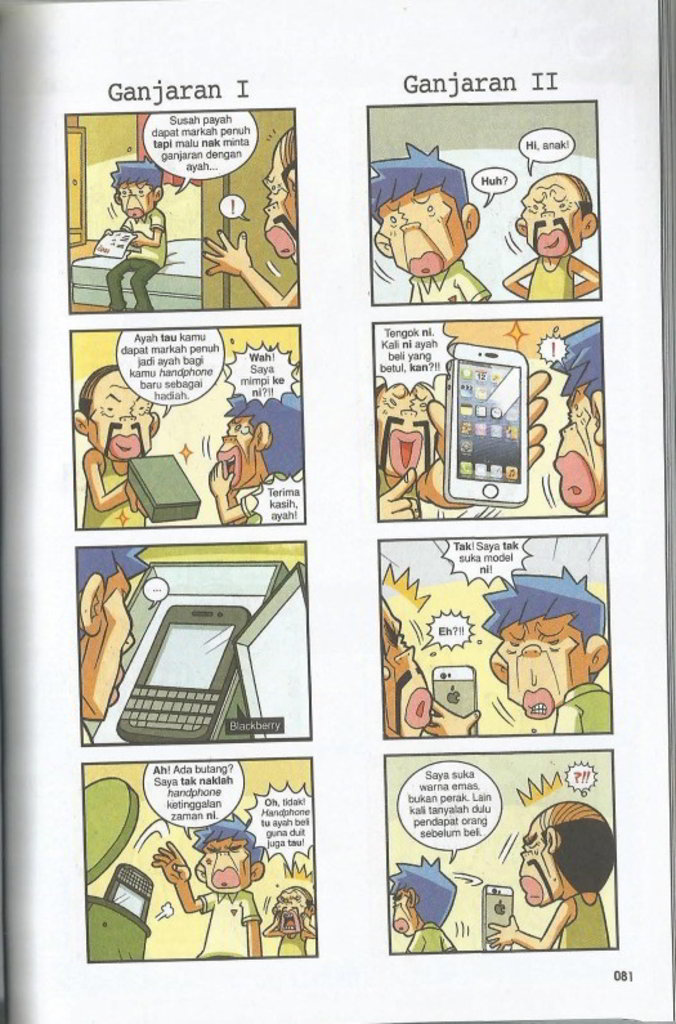 Ganjaran I
Susah payah
dapat markah penuh
tapi malu nak minta
ganjaran dengan
ayah...
!
Ayah tau kamu
dapat markah penuh
jadi ayah bagi
kamu handphone
baru sebagai
hadiah.
Wah!
Saya
mimpi ke
ni?!!
Terima
kasih,
ayah!
...
Blackberry
Ah! Ada butang?
Saya tak naklah
handphone
ketinggalan
zaman ni.
Oh, tidak!
Handphone
tu ayah beli
guna duit
juga tau!
Ganjaran II
Hi, anak!
Huh?
Tengok ni.
Kali ni ayah
beli yang
betul, kan?!!
!
12
Tak! Saya tak
suka model
ni!
Eh?!!
Saya suka
warna emas,
bukan perak. Lain
kali tanyalah dulu
pendapat orang
sebelum beli.
?!!
081